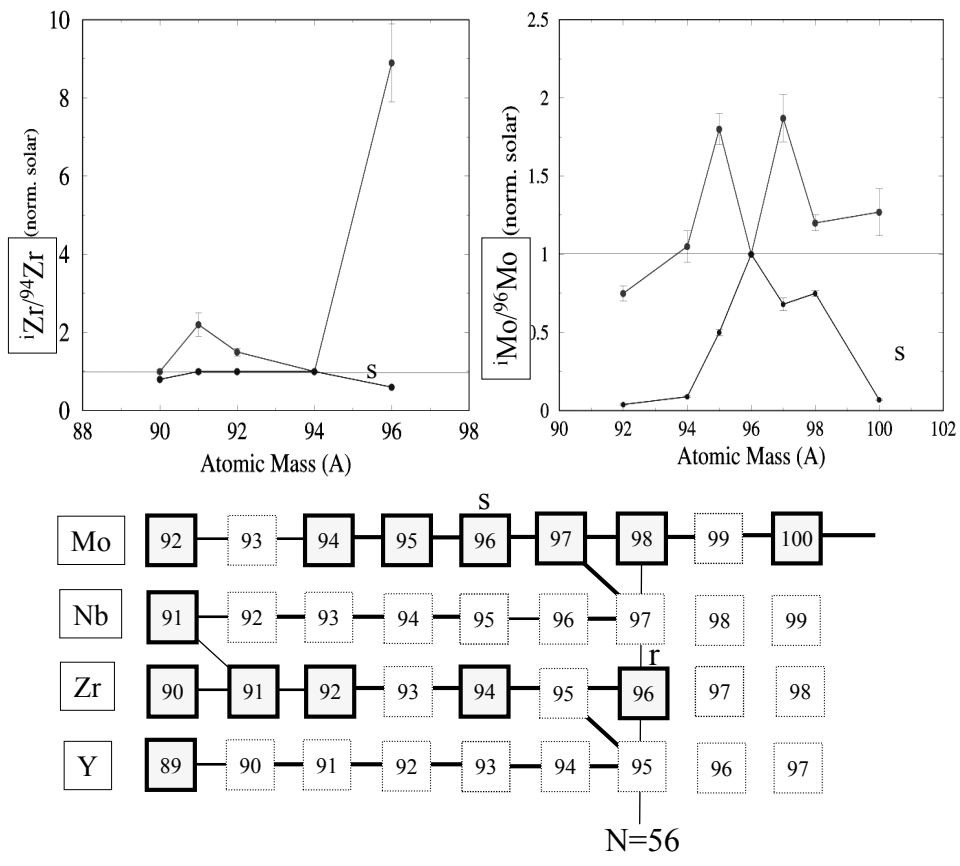 10
8
6
4
2
0
88 90 92 94 96 98
Atomic Mass (A)
iZr/94Zr (norm. solar)
s
2.5
2
1.5
1
0.5
0
90 92 94 96 98 100 102
Atomic Mass (A)
iMo/96Mo (norm. solar)
s
s
Mo 92 93 94 95 96 97 98 99 100
Nb 91 92 93 94 95 96 97 98 99
r
Zr 90 91 92 93 94 95 96 97 98
Y 89 90 91 92 93 94 95 96 97
N=56